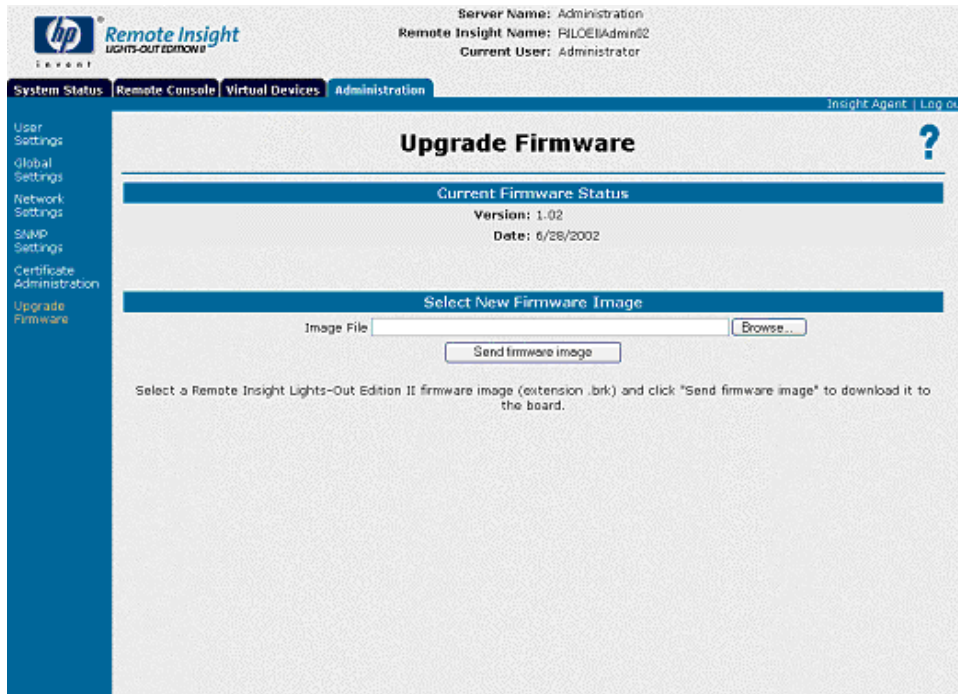 Server Name: Administration
Remote Insight Name: RILOEIIAdmin02
Current User: Administrator
hp
invent
Remote Insight
LIGHTS-OUT EDITION II
System Status
Remote Console
Virtual Devices
Administration
Insight Agent | Log ou
User
Settings
Global
Settings
Network
Settings
SNMP
Settings
Certificate
Administration
Upgrade
Firmware
Upgrade Firmware
?
Current Firmware Status
Version: 1.02
Date: 6/28/2002
Select New Firmware Image
Image File
Browse...
Send firmware image
Select a Remote Insight Lights-Out Edition II firmware image (extension .brk) and click "Send firmware image" to download it to
the board.